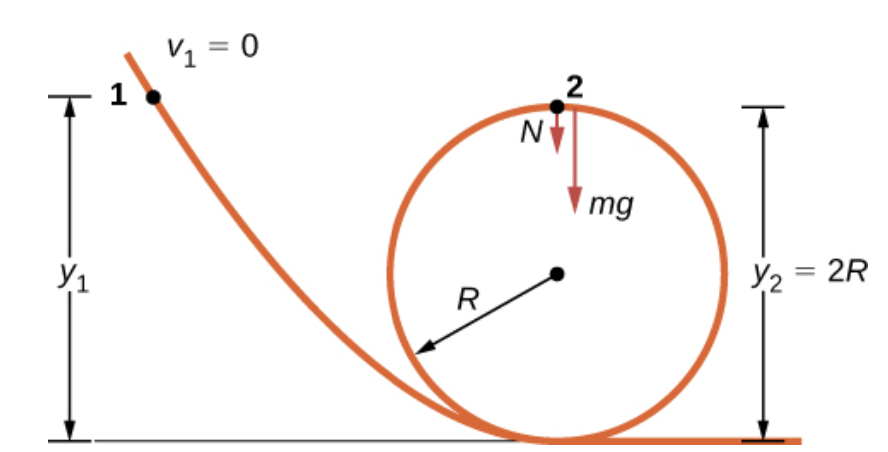 v₁ = 0
1
2
N
mg
y₁
R
y₂ = 2R